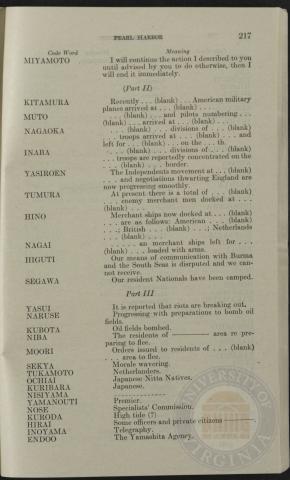 PEARL HARBOR 217
Code Word Meaning
MIYAMOTO I will continue the action I described to you
until advised by you to do otherwise, then I
will end it immediately.
(Part II)
KITAMURA Recently . . . (blank) . . . American military
planes arrived at . . . (blank) . . . .
MUTO . . . . (blank) . . . and pilots numbering . . .
(blank) . . . arrived at . . . (blank) . . . .
NAGAOKA . . . . (blank) . . . divisions of . . . (blank)
. . . troops arrived at . . . (blank) . . . and
left for . . . (blank) . . . on the . . . th.
INABA . . . . (blank) . . . divisions of . . . (blank)
. . . troops are reportedly concentrated on the
. . . (blank) . . . border.
YASIROEN The Independents movement at . . . (blank)
. . . and negotiations thwarting England are
now progressing smoothly.
TUMURA At present there is a total of . . . (blank)
. . . enemy merchant men docked at . . .
(blank) . . . .
HINO Merchant ships now docked at . . . (blank)
. . . are as follows: American . . . (blank)
. . .; British . . . (blank) . . .; Netherlands
. . . (blank) . . . .
NAGAI . . . . . . an merchant ships left for . . .
(blank) . . . loaded with arms.
HIGUTI Our means of communication with Burma
and the South Seas is disrupted and we can-
not receive.
SEGAWA Our resident Nationals have been camped.
Part III
YASUI It is reported that riots are breaking out.
NARUSE Progressing with preparations to bomb oil
fields.
KUBOTA Oil fields bombed.
NIBA The residents of ———— area re pre-
paring to flee.
MOORI Orders issued to residents of . . . (blank)
. . . area to flee.
SEKYA Morale wavering.
TUKAMOTO Netherlanders.
OCHIAI Japanese Nitta Natives.
KURIBARA Japanese.
NISIYAMA - - - - - - - - - -
YAMANOUTI Premier.
NOSE Specialists' Commission.
KURODA High tide (?)
HIRAI Some officers and private citizens ————.
INOYAMA Telegraphy.
ENDOO The Yamashita Agency.
UNIVERSITY OF VIRGINIA